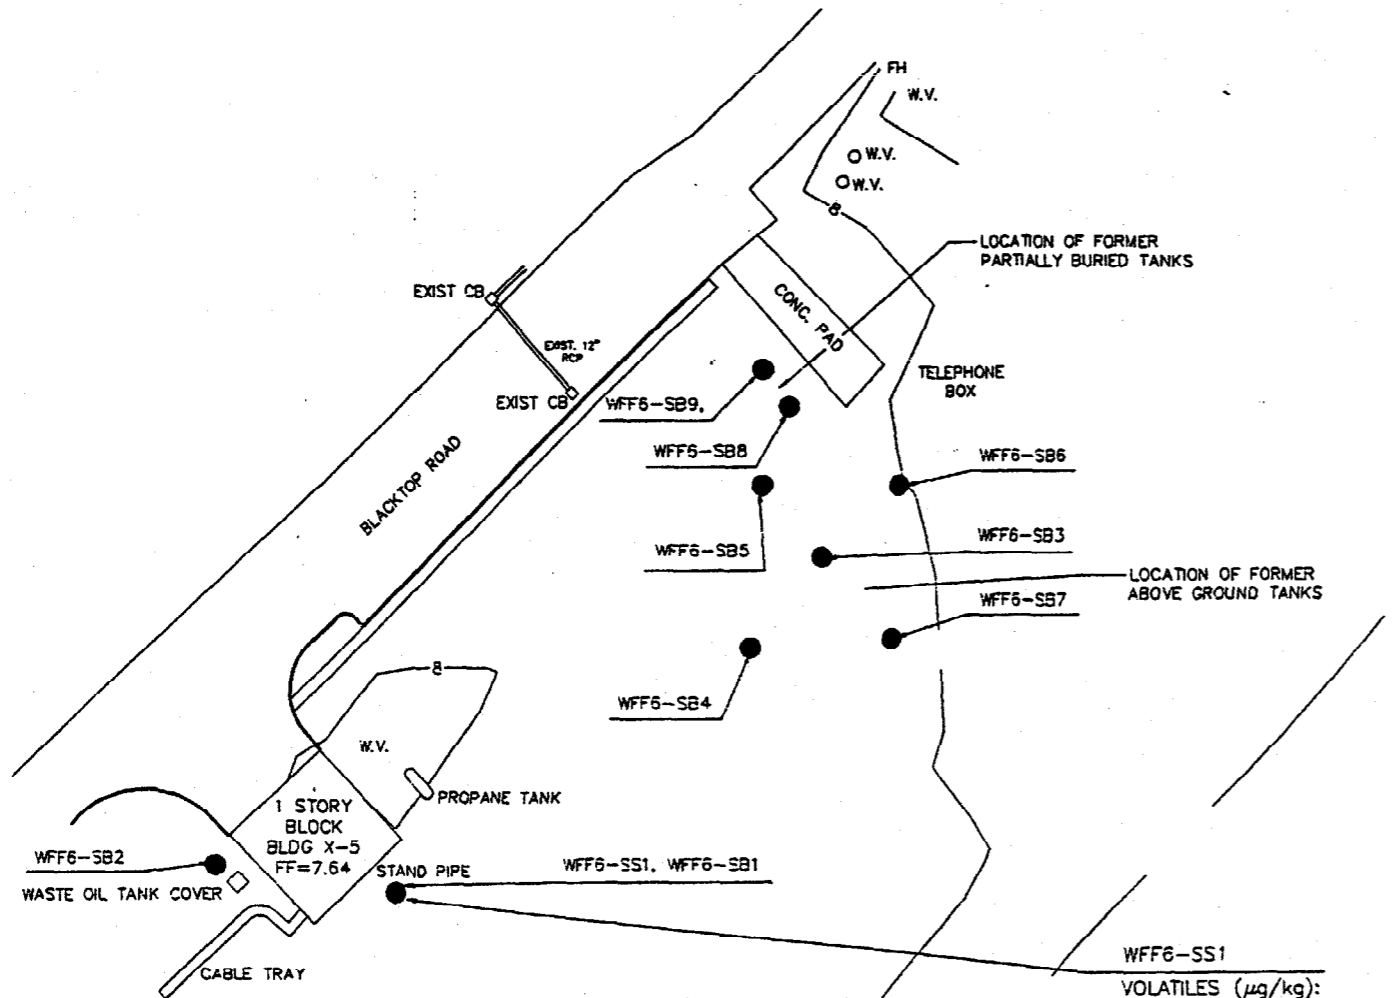 FH
W.V.
W.V.
W.V.
8
LOCATION OF FORMER
PARTIALLY BURIED TANKS
EXIST CB
CONC. PAD
EXIST. 12"
RCP
TELEPHONE
BOX
EXIST CB
WFF6-SB9.
BLACKTOP ROAD
WFF6-SB8
WFF6-SB6
WFF6-SB5
WFF6-SB3
LOCATION OF FORMER
ABOVE GROUND TANKS
WFF6-SB7
8
WFF6-SB4
W.V.
PROPANE TANK
1 STORY
BLOCK
BLDG X-5
FF=7.64
WFF6-SB2
STAND PIPE
WFF6-SS1. WFF6-SB1
WASTE OIL TANK COVER
CABLE TRAY
WFF6-SS1
VOLATILES (µg/kg):